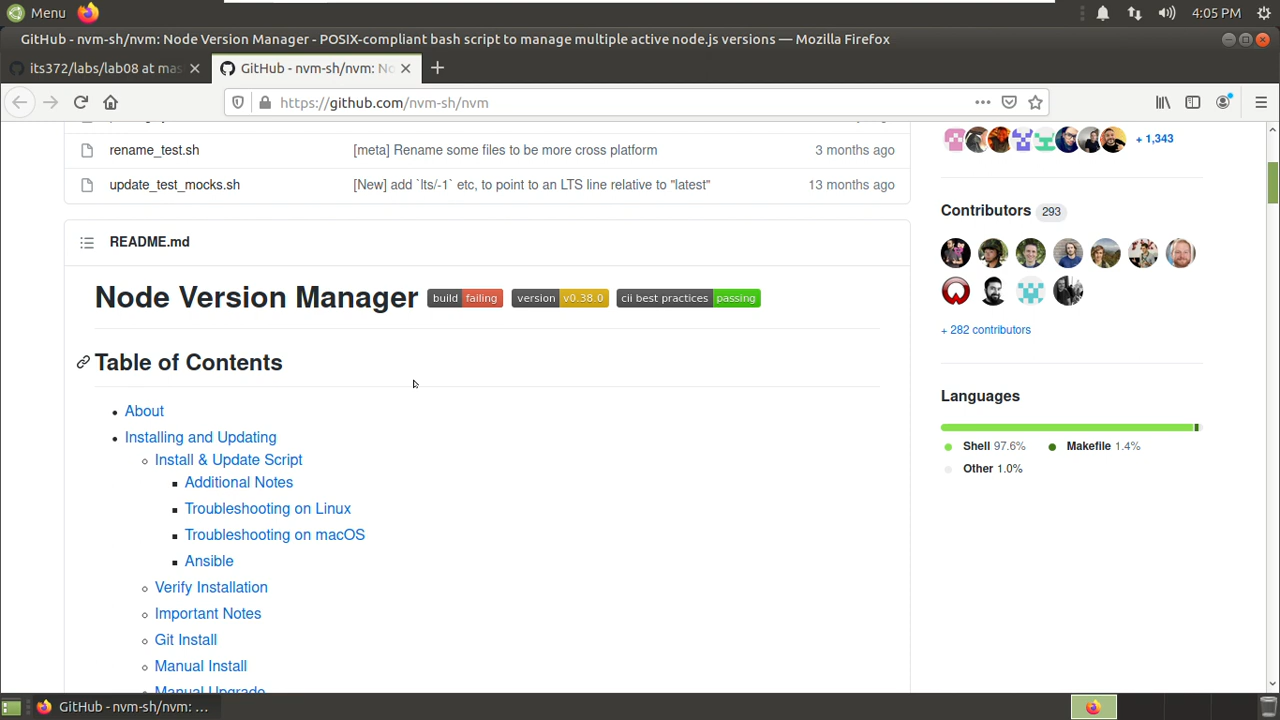 Menu
4:05 PM
GitHub - nvm-sh/nvm: Node Version Manager - POSIX-compliant bash script to manage multiple active node.js versions — Mozilla Firefox
its372/labs/lab08 at mas
GitHub - nvm-sh/nvm: No
https://github.com/nvm-sh/nvm
rename_test.sh [meta] Rename some files to be more cross platform 3 months ago
update_test_mocks.sh [New] add `lts/-1` etc, to point to an LTS line relative to "latest" 13 months ago
README.md
Node Version Manager build failing version v0.38.0 cii best practices passing
Table of Contents
About
Installing and Updating
Install & Update Script
Additional Notes
Troubleshooting on Linux
Troubleshooting on macOS
Ansible
Verify Installation
Important Notes
Git Install
Manual Install
Manual Upgrade
+ 1,343
Contributors 293
+ 282 contributors
Languages
Shell 97.6% Makefile 1.4%
Other 1.0%
GitHub - nvm-sh/nvm: ...